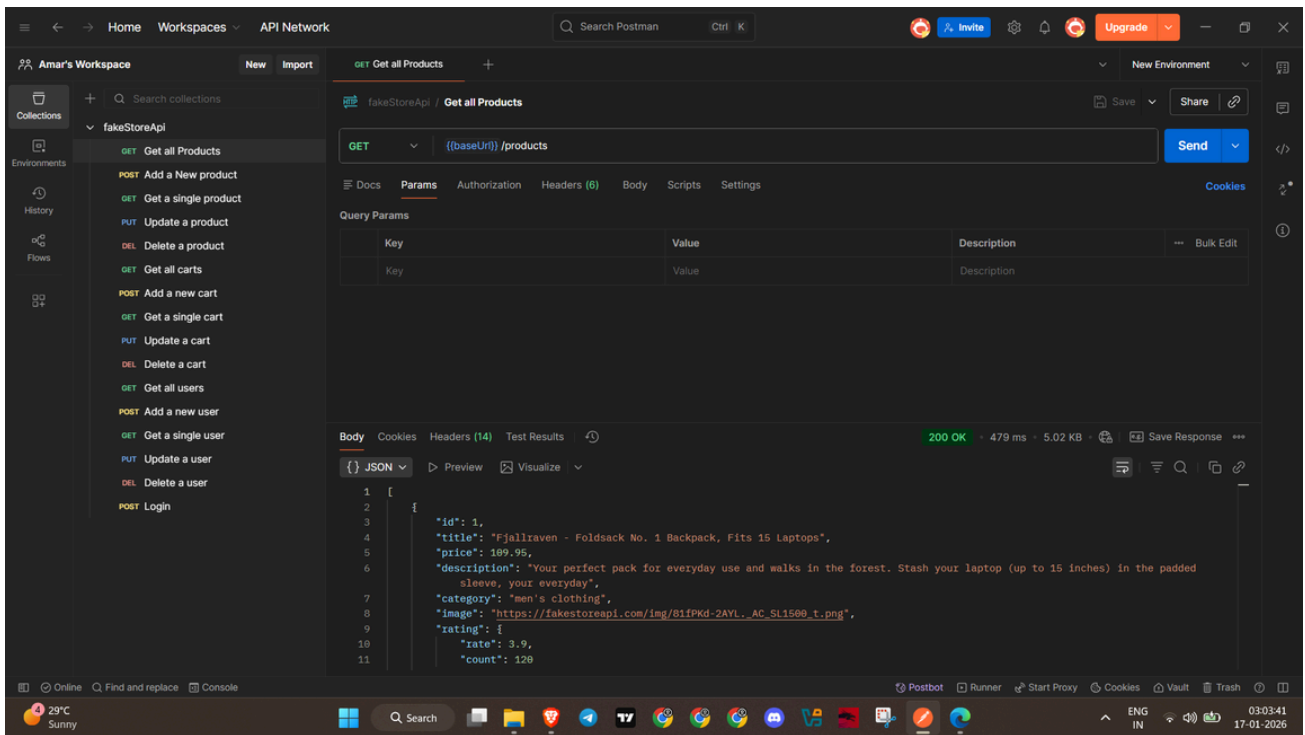 Home Workspaces API Network Search Postman Ctrl K Invite Upgrade
Amar's Workspace New Import GET Get all Products New Environment
Collections
Environments
History
Flows
Search collections
fakeStoreApi
GET Get all Products
POST Add a New product
GET Get a single product
PUT Update a product
DEL Delete a product
GET Get all carts
POST Add a new cart
GET Get a single cart
PUT Update a cart
DEL Delete a cart
GET Get all users
POST Add a new user
GET Get a single user
PUT Update a user
DEL Delete a user
POST Login
HTTP fakeStoreApi / Get all Products Save Share
GET {{baseUrl}} /products Send
Docs Params Authorization Headers (6) Body Scripts Settings Cookies
Query Params
Key Value Description Bulk Edit
Key Value Description
Body Cookies Headers (14) Test Results 200 OK 479 ms 5.02 KB Save Response
{} JSON Preview Visualize
1 [
2 {
3 "id": 1,
4 "title": "Fjallraven - Foldsack No. 1 Backpack, Fits 15 Laptops",
5 "price": 109.95,
6 "description": "Your perfect pack for everyday use and walks in the forest. Stash your laptop (up to 15 inches) in the padded
sleeve, your everyday",
7 "category": "men's clothing",
8 "image": "https://fakestoreapi.com/img/81fPKd-2AYL._AC_SL1500_t.png",
9 "rating": {
10 "rate": 3.9,
11 "count": 120
Online Find and replace Console Postbot Runner Start Proxy Cookies Vault Trash
4 29°C
Sunny
Search
ENG
IN
03:03:41
17-01-2026